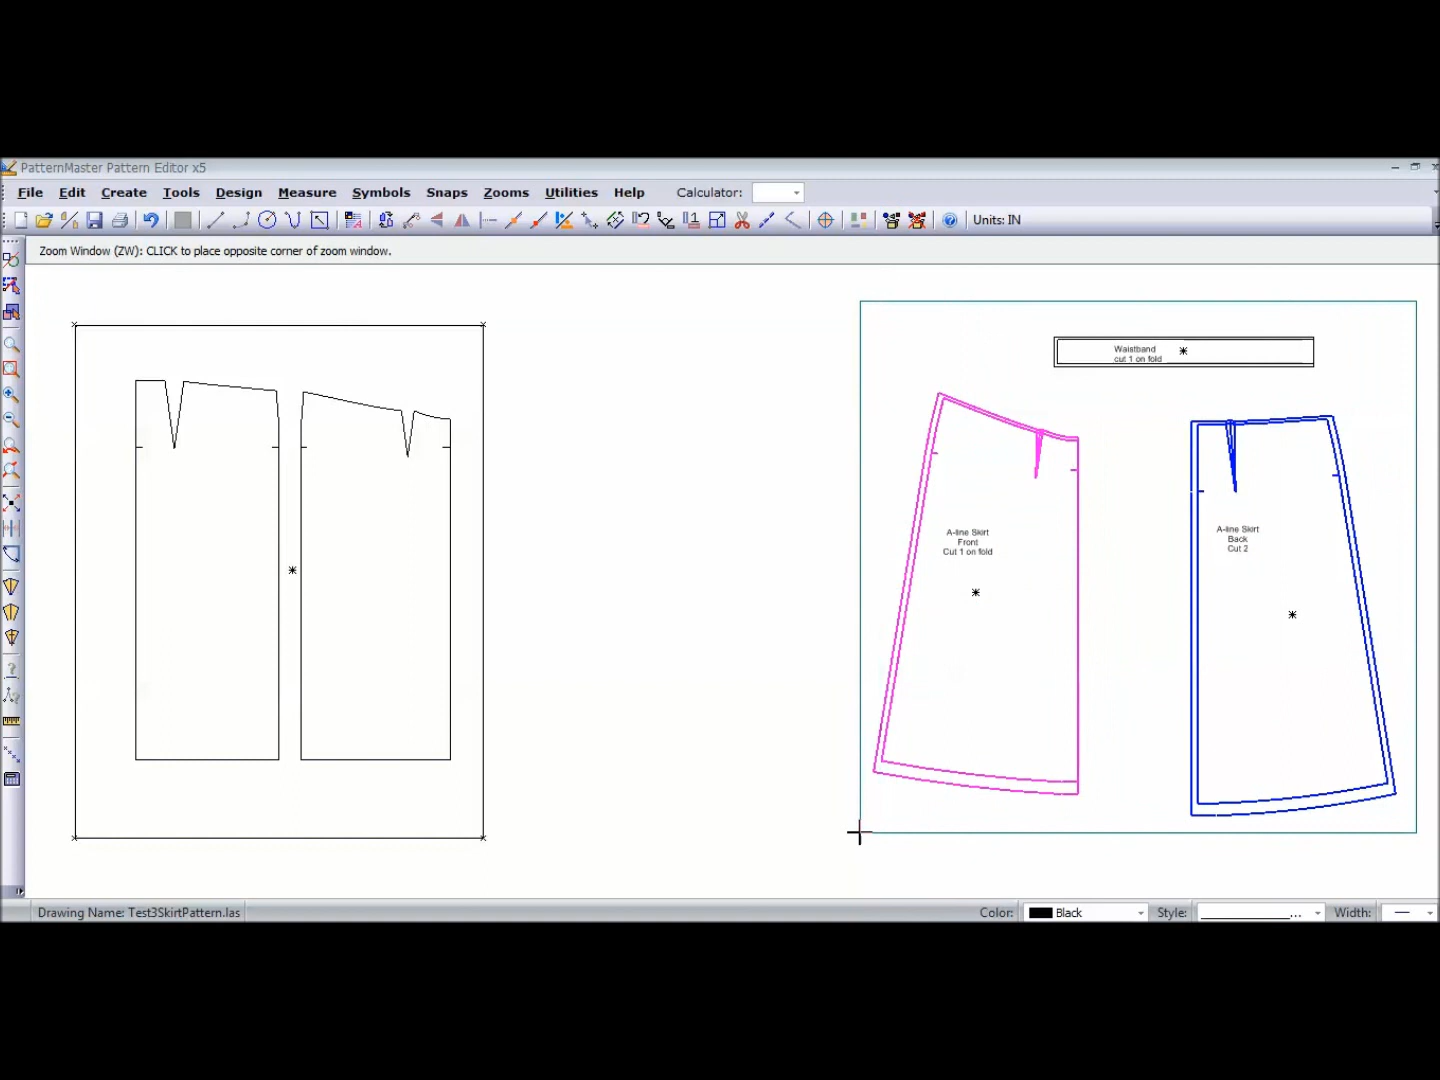 PatternMaster Pattern Editor x5
File Edit Create Tools Design Measure Symbols Snaps Zooms Utilities Help Calculator:
Units: IN
Zoom Window (ZW): CLICK to place opposite corner of zoom window.
Waistband
cut 1 on fold
A-line Skirt
Front
Cut 1 on fold
A-line Skirt
Back
Cut 2
Drawing Name: Test3SkirtPattern.las
Color: Black Style: ... Width: